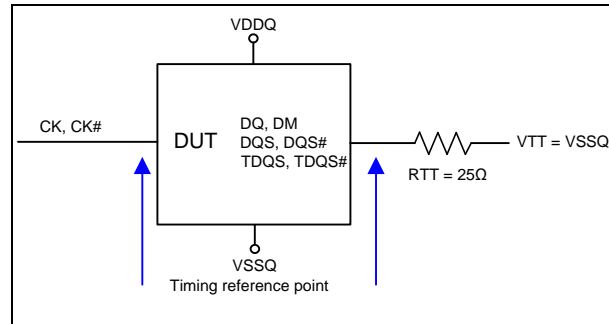 VDDQ
CK, CK#
DUT
DQ, DM
DQS, DQS#
TDQS, TDQS#
VTT = VSSQ
RTT = 25Ω
VSSQ
Timing reference point